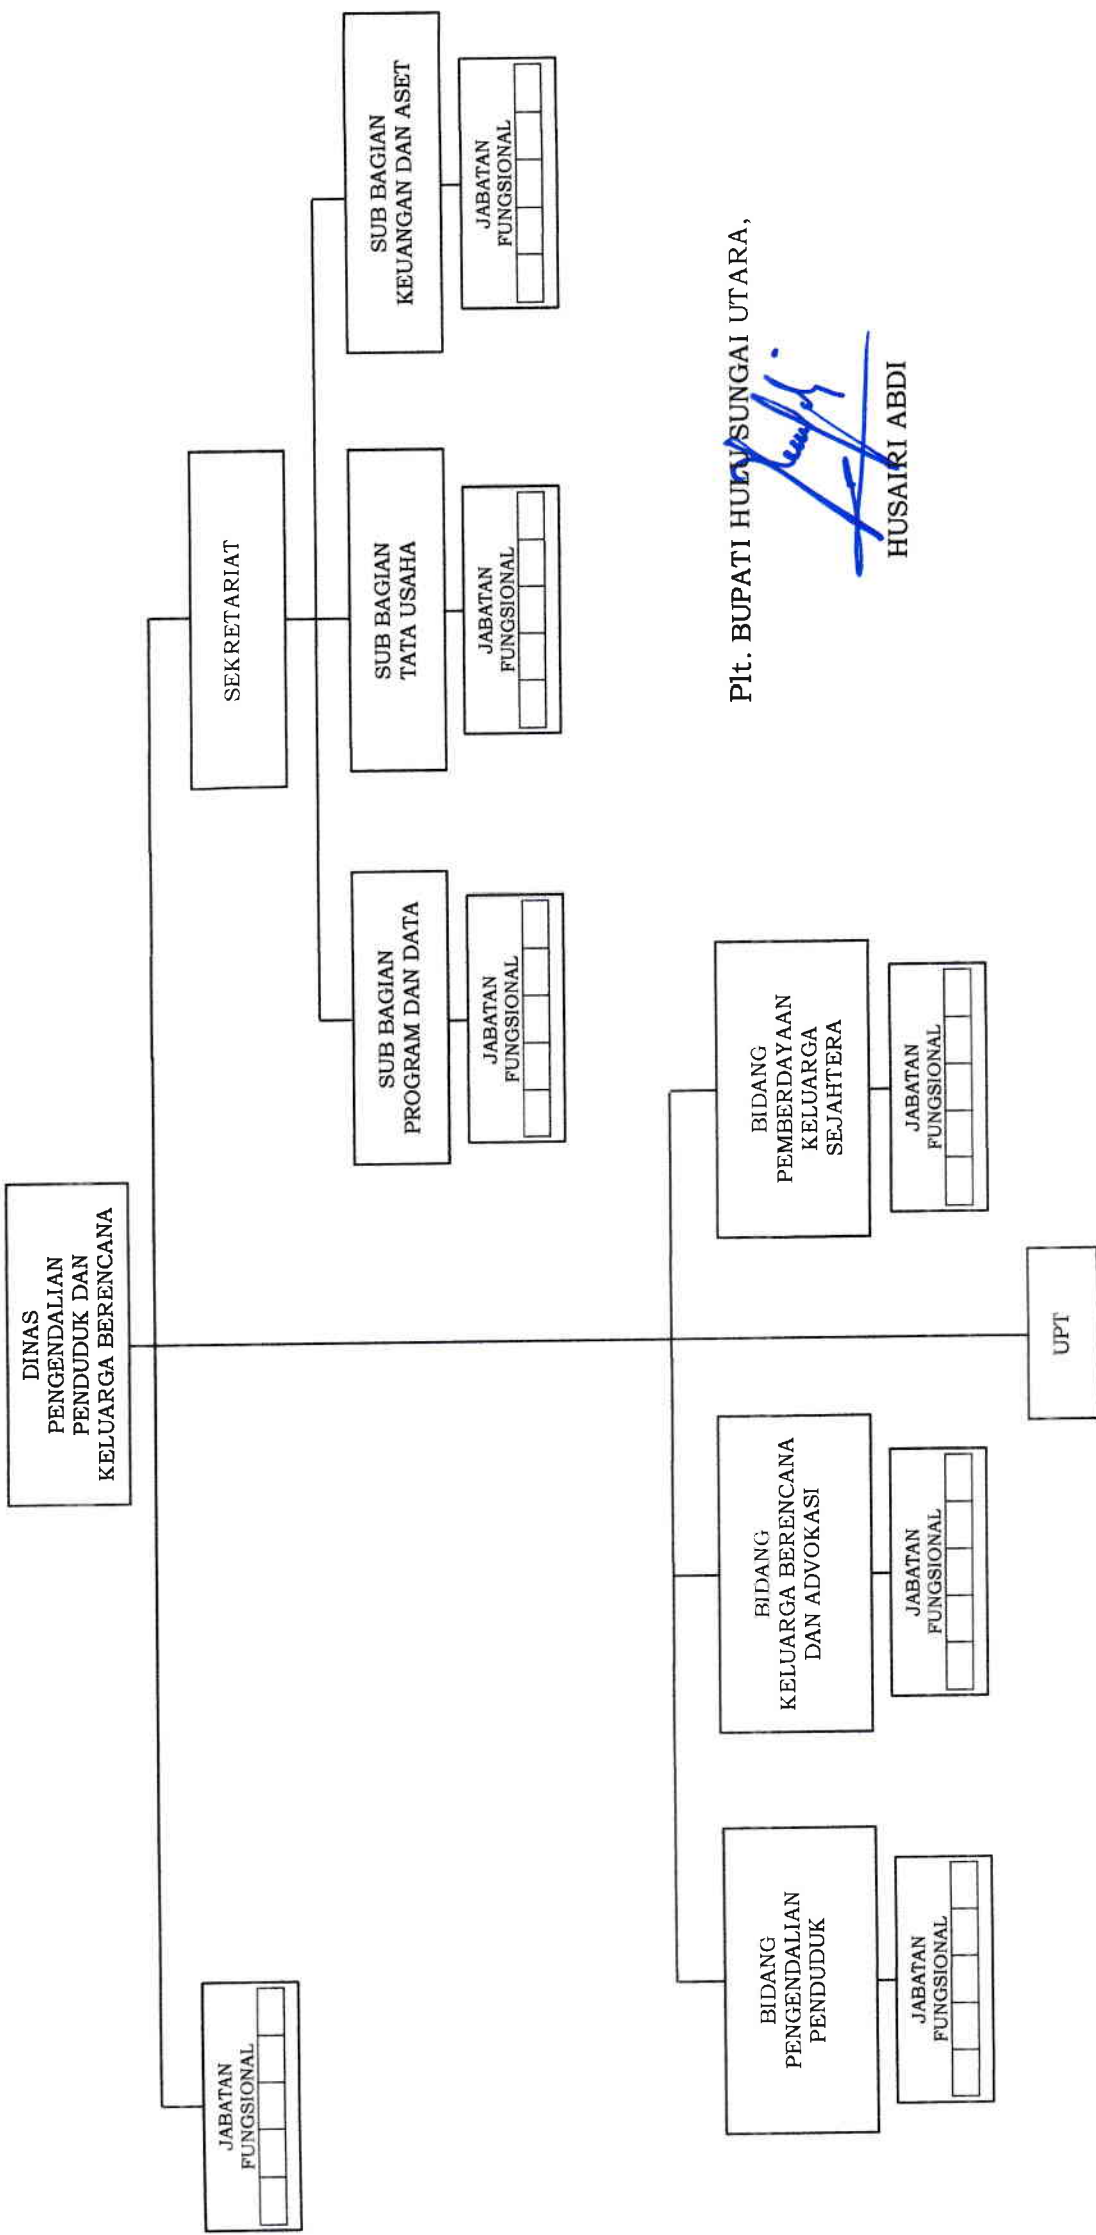 DINAS
PENGENDALIAN
PENDUDUK DAN
KELUARGA BERENCANA
JABATAN
FUNGSIONAL
SEKRETARIAT
SUB BAGIAN
PROGRAM DAN DATA
SUB BAGIAN
TATA USAHA
SUB BAGIAN
KEUANGAN DAN ASET
JABATAN
FUNGSIONAL
JABATAN
FUNGSIONAL
JABATAN
FUNGSIONAL
BIDANG
PENGENDALIAN
PENDUDUK
BIDANG
KELUARGA BERENCANA
DAN ADVOKASI
BIDANG
PEMBERDAYAAN
KELUARGA
SEJAHTERA
JABATAN
FUNGSIONAL
JABATAN
FUNGSIONAL
JABATAN
FUNGSIONAL
UPT
Plt. BUPATI HULU SUNGAI UTARA,
HUSAIRI ABDI